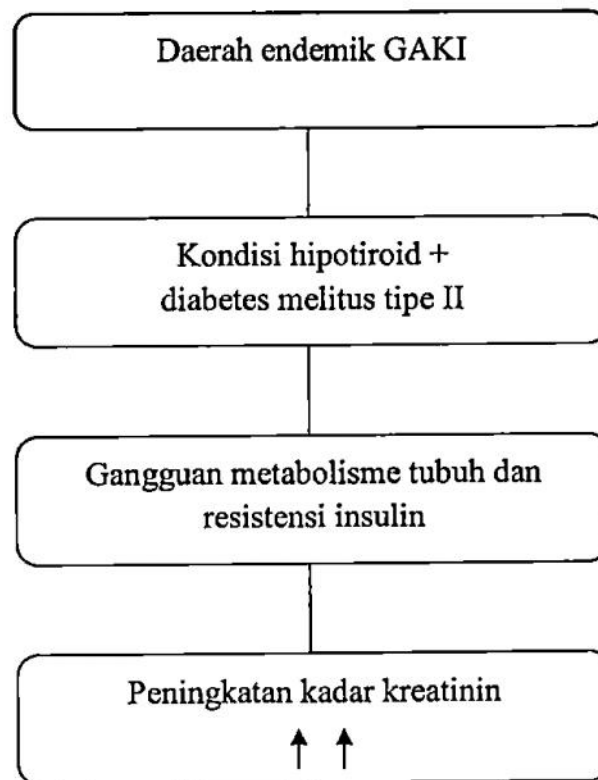 Daerah endemik GAKI
Kondisi hipotiroid +
diabetes melitus tipe II
Gangguan metabolisme tubuh dan
resistensi insulin
Peningkatan kadar kreatinin
↑ ↑